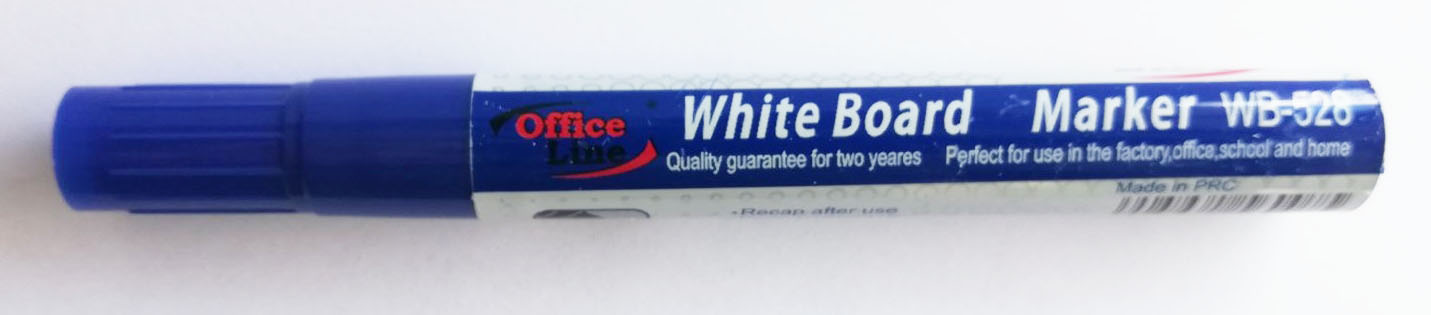 Office
Line
White Board Marker WB-528
Quality guarantee for two yeares Perfect for use in the factory,office,school and home
Made in PRC
•Recap after use